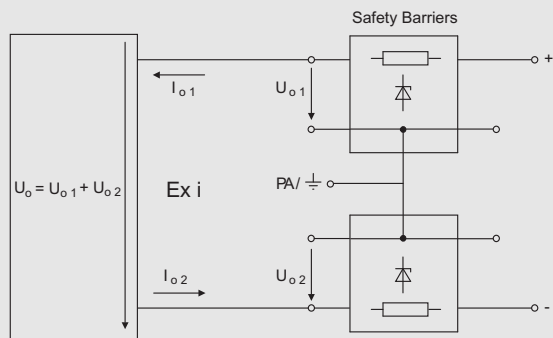 Safety Barriers
+
I o 1
U o 1
U o = U o 1 + U o 2
Ex i
PA/
I o 2
U o 2
-